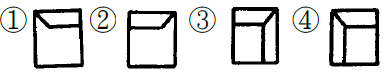 ① ② ③ ④